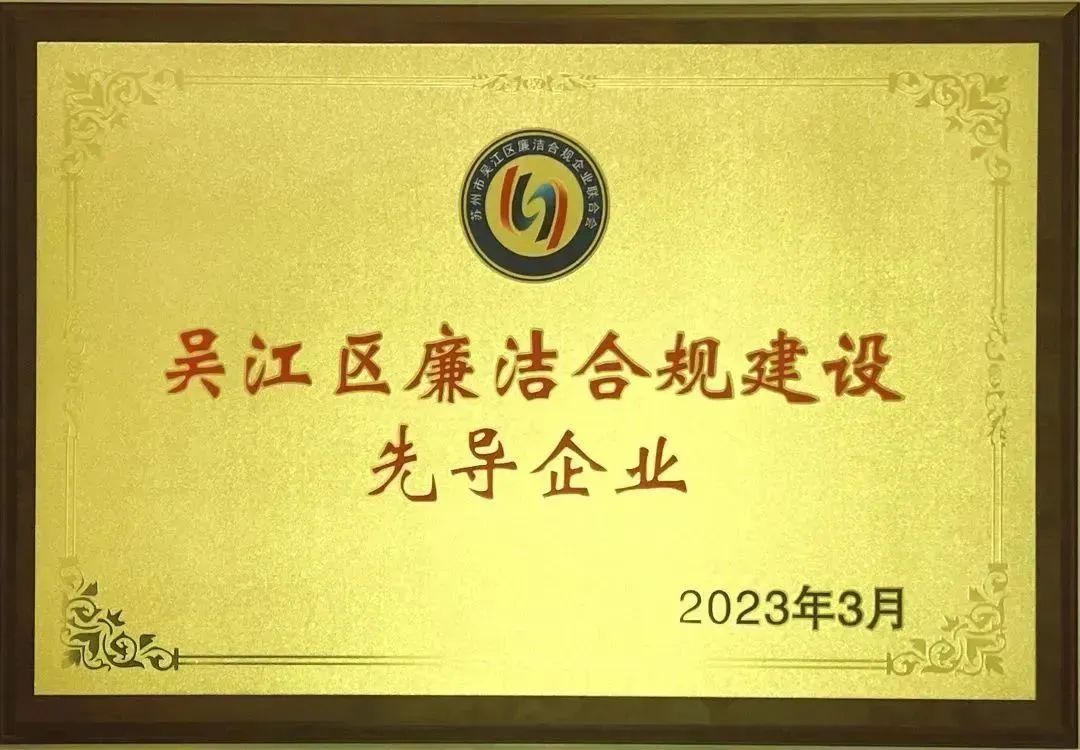 苏州市吴江区廉洁合规企业联合会
吴江区廉洁合规建设
先导企业
2023年3月